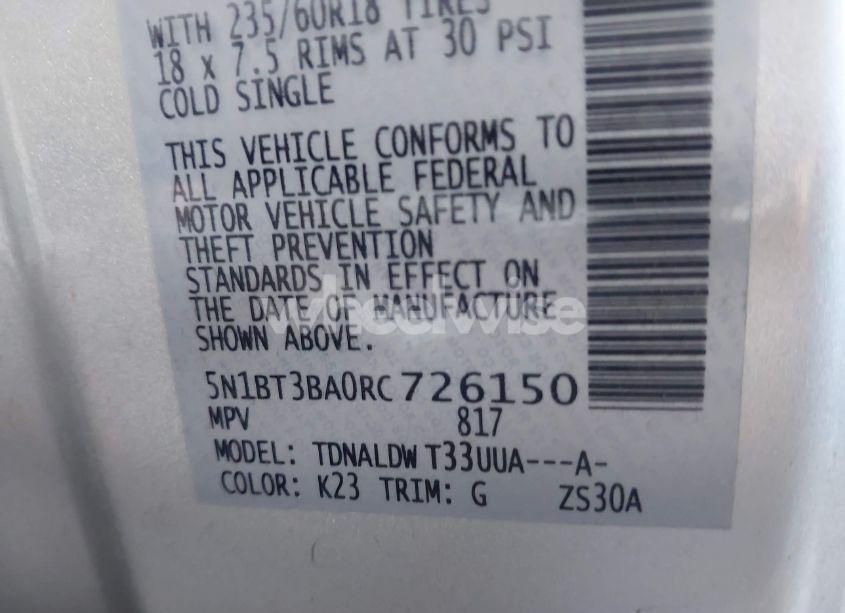 WITH 235/60R18 TIRES
18 x 7.5 RIMS AT 30 PSI
COLD SINGLE
THIS VEHICLE CONFORMS TO
ALL APPLICABLE FEDERAL
MOTOR VEHICLE SAFETY AND
THEFT PREVENTION
STANDARDS IN EFFECT ON
THE DATE OF MANUFACTURE
SHOWN ABOVE.
wheelwise
5N1BT3BA0RC726150
MPV 817
MODEL: TDNALDW T33UUA---A-
COLOR: K23 TRIM: G ZS30A